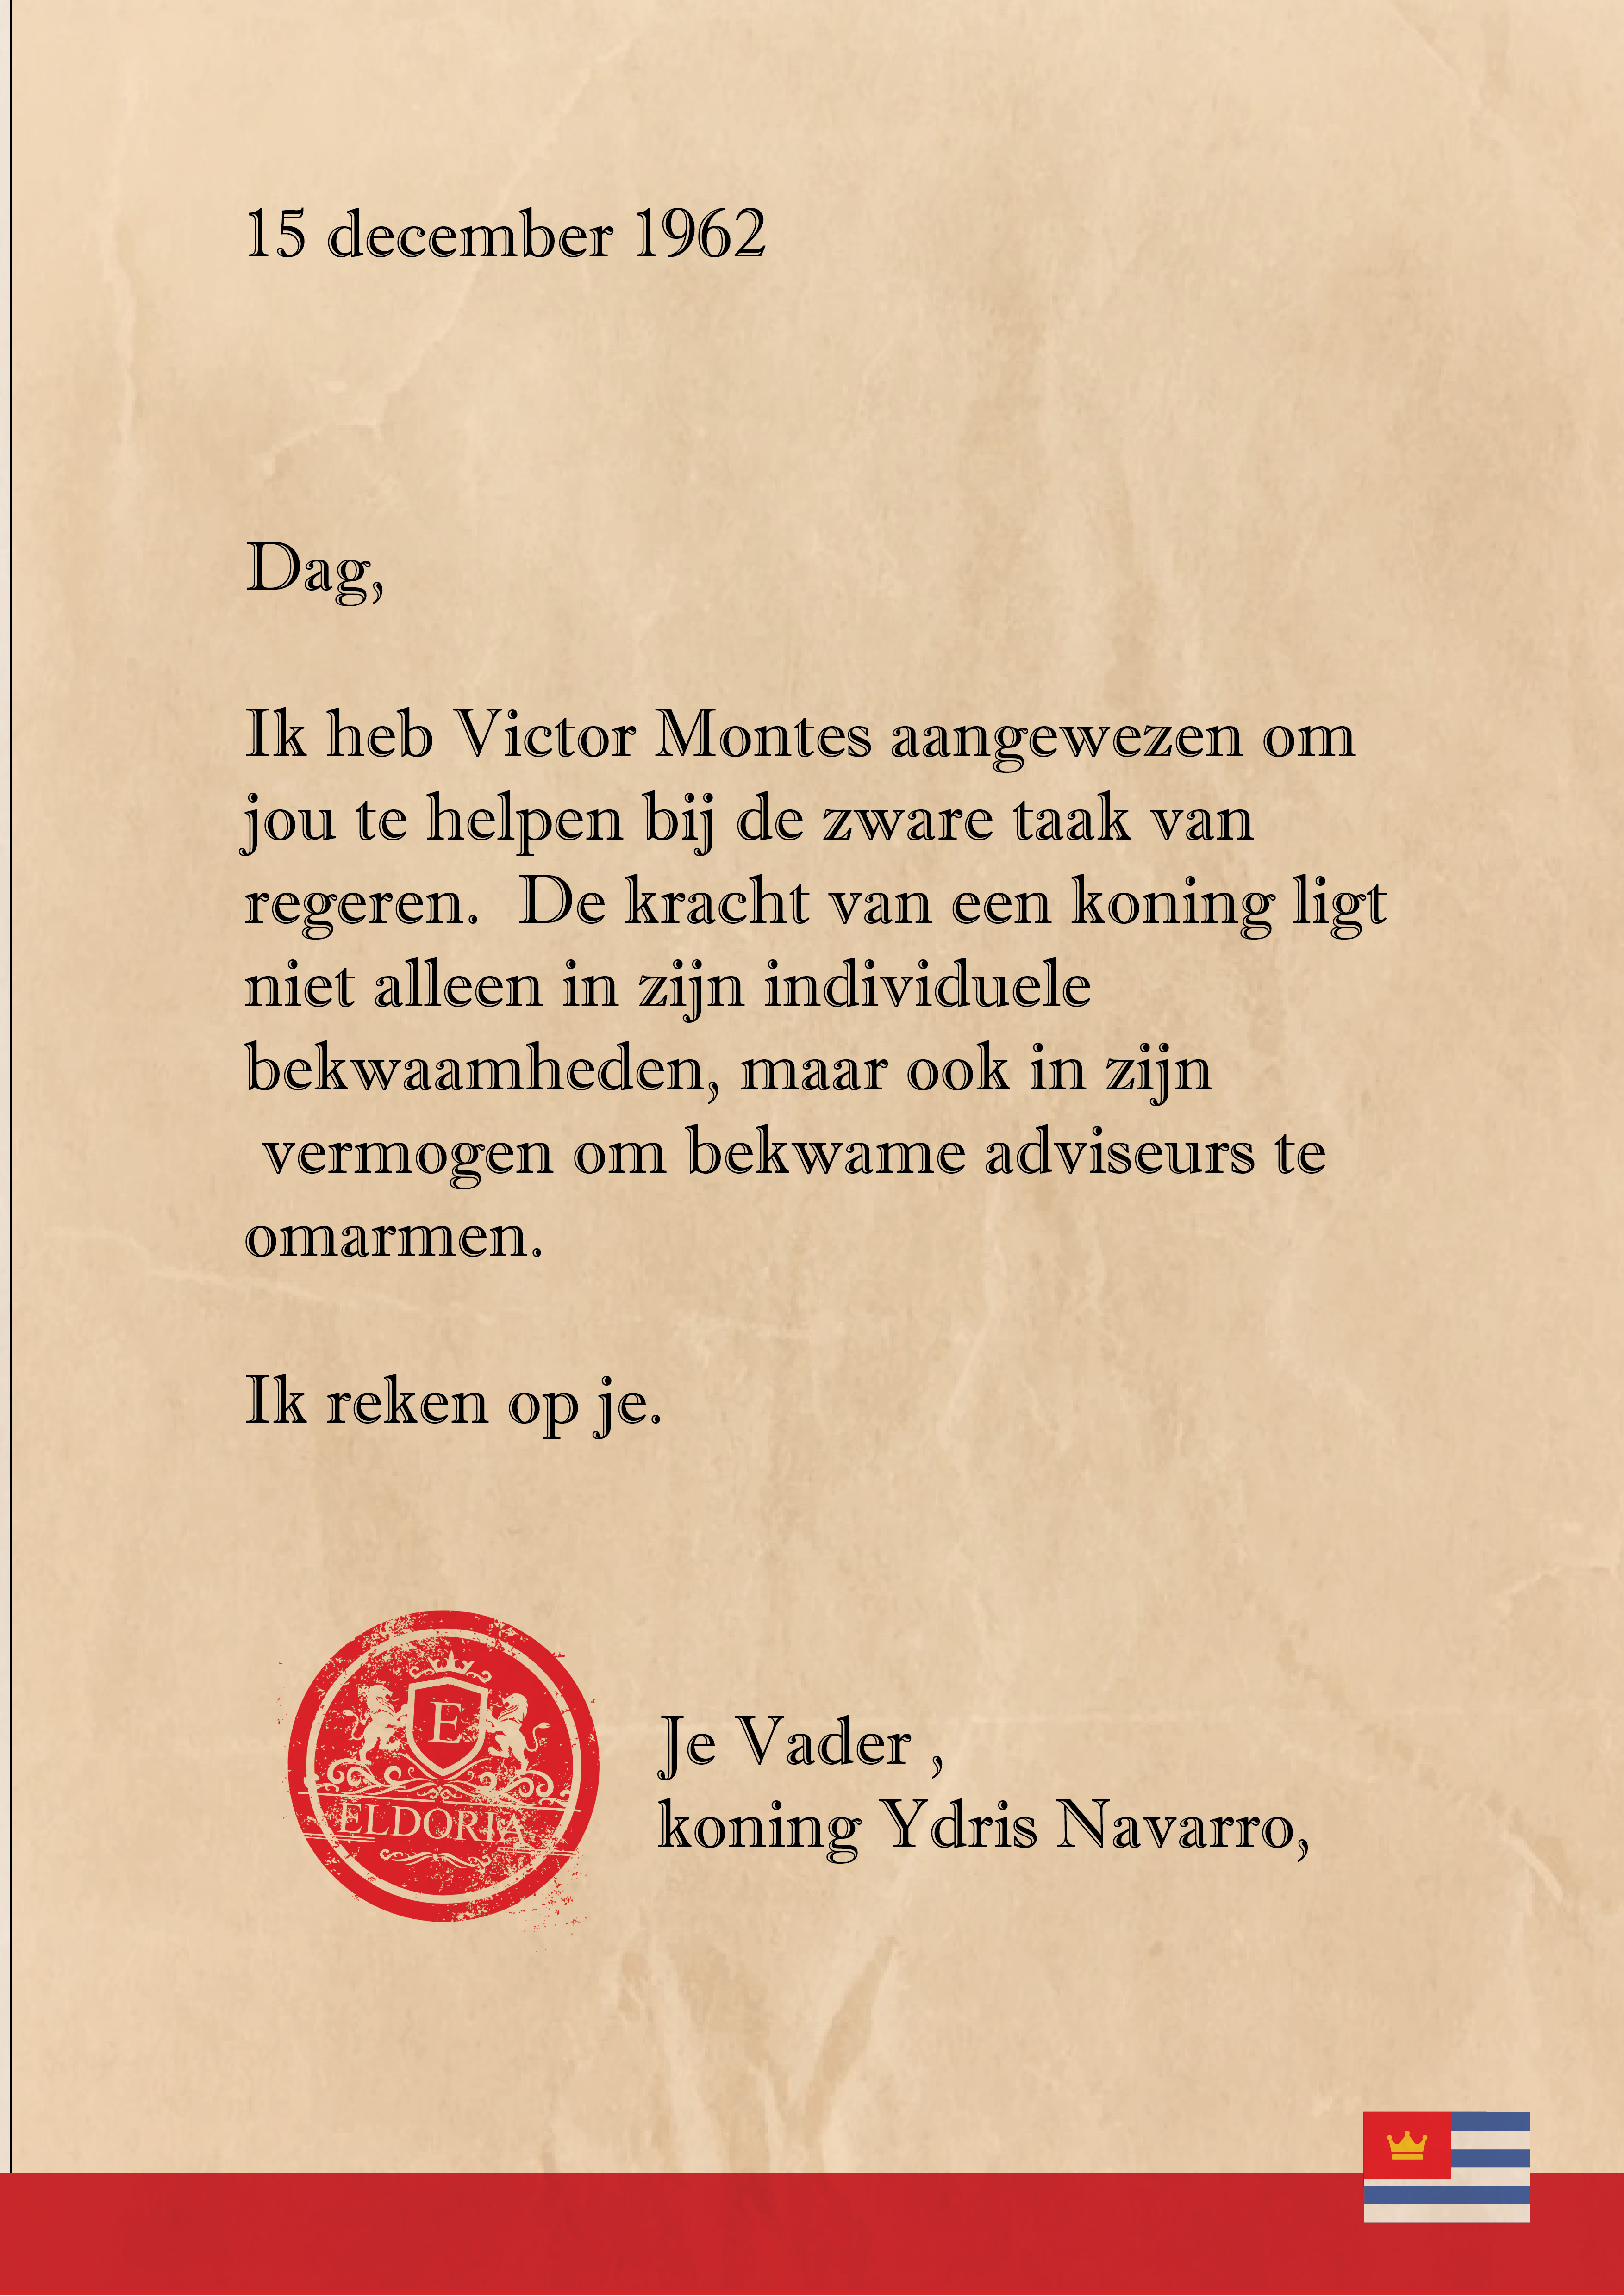 15 december 1962
Dag,
Ik heb Victor Montes aangewezen om
jou te helpen bij de zware taak van
regeren.  De kracht van een koning ligt
niet alleen in zijn individuele
bekwaamheden, maar ook in zijn
vermogen om bekwame adviseurs te
omarmen.
Ik reken op je.
E
ELDORIA
Je Vader ,
koning Ydris Navarro,